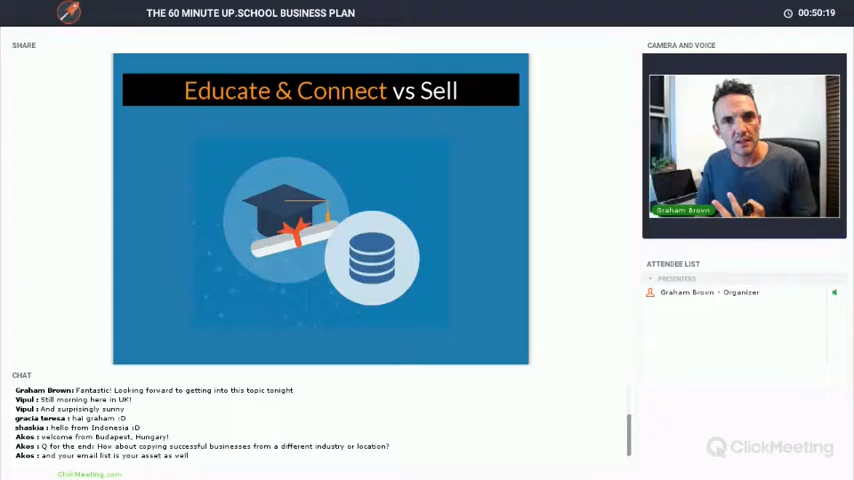 THE 60 MINUTE UP.SCHOOL BUSINESS PLAN
00:50:19
SHARE
Educate & Connect vs Sell
CAMERA AND VOICE
Graham Brown
ATTENDEE LIST
PRESENTERS
Graham Brown - Organizer
CHAT
Graham Brown: Fantastic! Looking forward to getting into this topic tonight
Vipul : Still morning here in UK!
Vipul : And surprisingly sunny
gracia teresa : hai graham :D
shaskia : hello from Indonesia :D
Akos : welcome from Budapest, Hungary!
Akos : Q for the end: How about copying successful businesses from a different industry or location?
Akos : and your email list is your asset as well
ClickMeeting.com
ClickMeeting